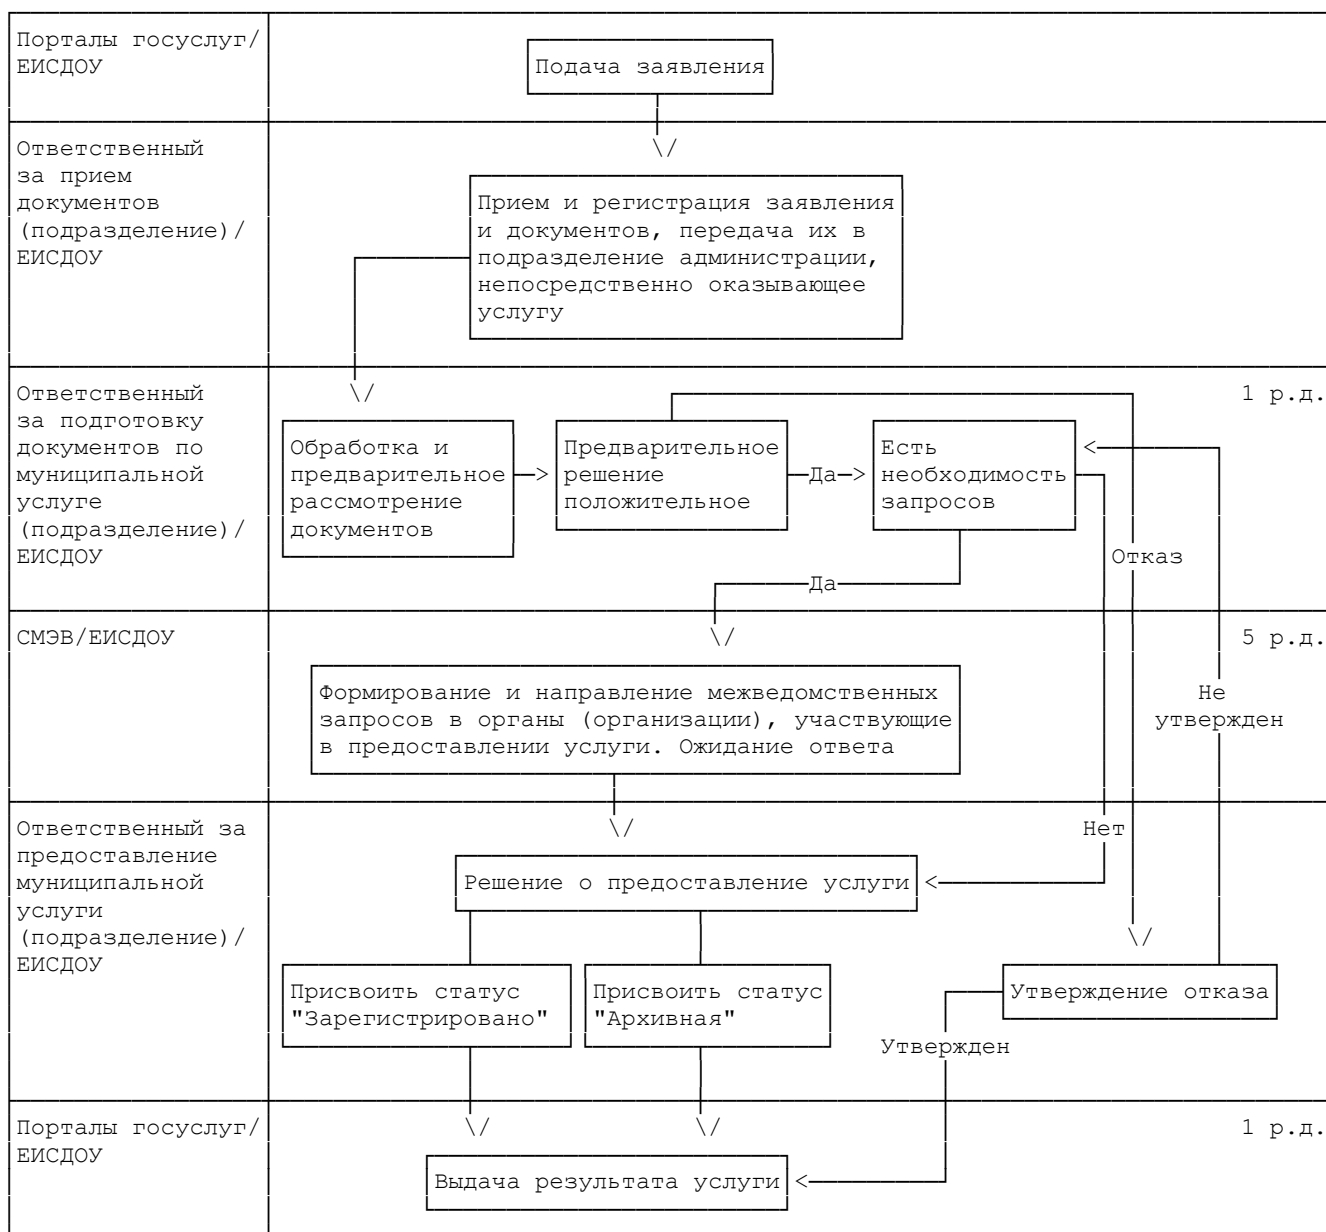 Порталы госуслуг/
ЕИСДОУ
Подача заявления
Ответственный
за прием
документов
(подразделение)/
ЕИСДОУ
Прием и регистрация заявления
и документов, передача их в
подразделение администрации,
непосредственно оказывающее
услугу
Ответственный
за подготовку
документов по
муниципальной
услуге
(подразделение)/
ЕИСДОУ
1 р.д.
Обработка и
предварительное
рассмотрение
документов
Предварительное
решение
положительное
Да
Есть
необходимость
запросов
Отказ
Да
СМЭВ/ЕИСДОУ
5 р.д.
Формирование и направление межведомственных
запросов в органы (организации), участвующие
в предоставлении услуги. Ожидание ответа
Не
утвержден
Ответственный за
предоставление
муниципальной
услуги
(подразделение)/
ЕИСДОУ
Нет
Решение о предоставление услуги
Присвоить статус
"Зарегистрировано"
Присвоить статус
"Архивная"
Утверждение отказа
Утвержден
Порталы госуслуг/
ЕИСДОУ
1 р.д.
Выдача результата услуги